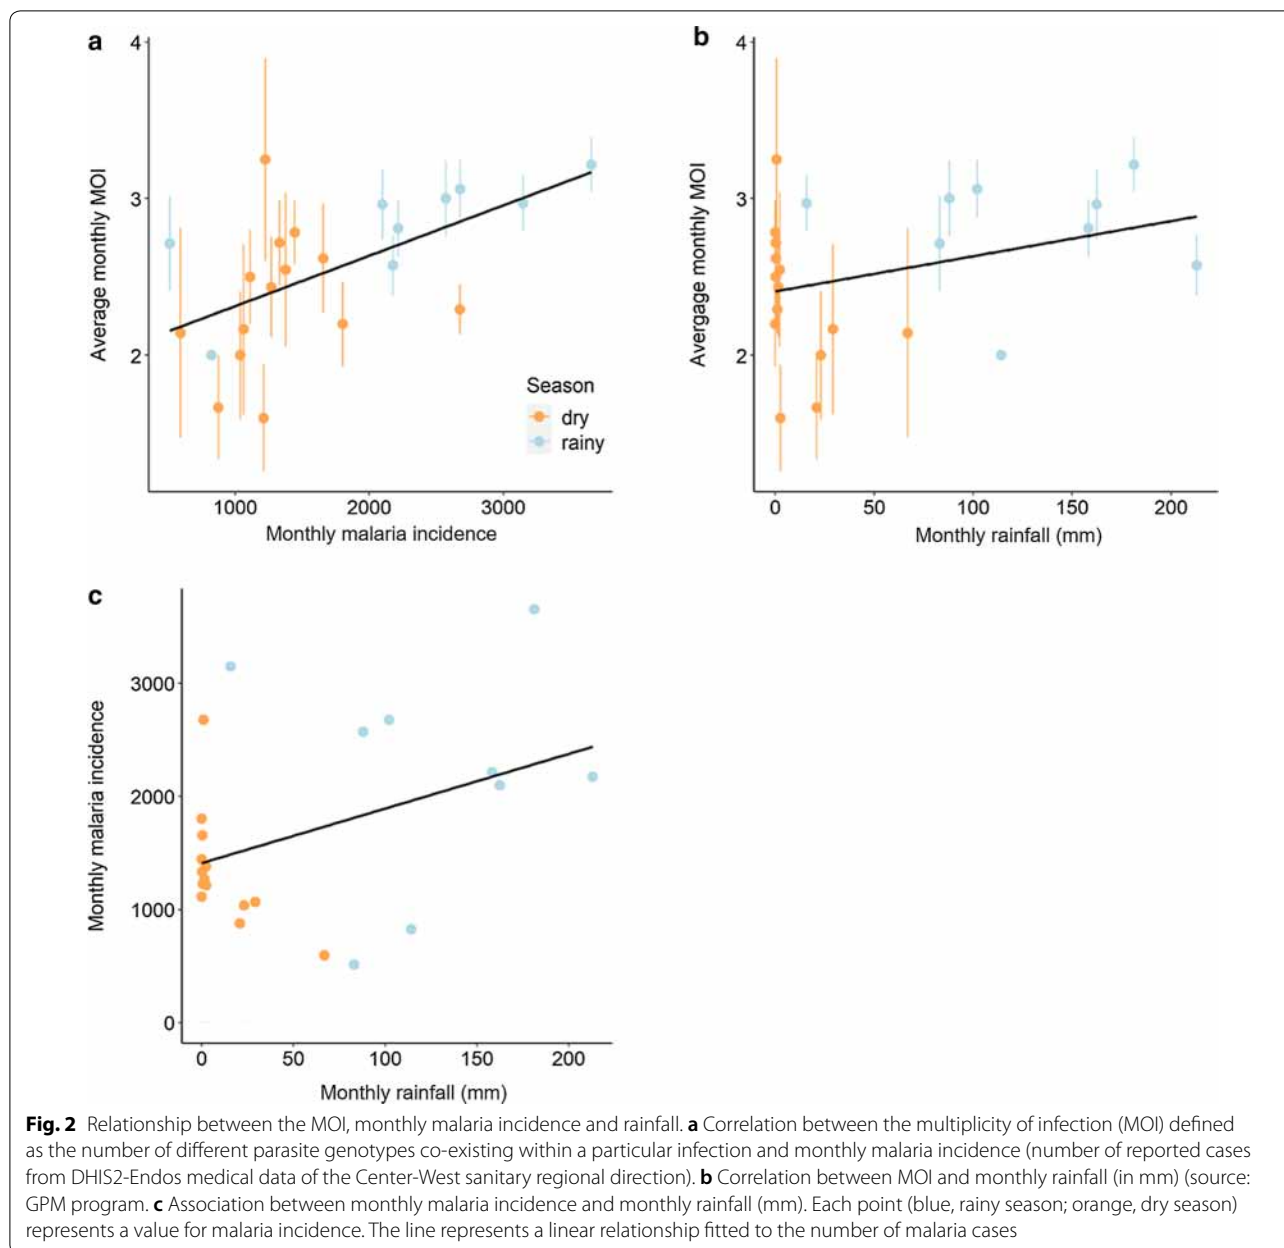 a
4
3
2
Average monthly MOI
1000 2000 3000
Monthly malaria incidence
Season
dry
rainy
b
4
3
2
Avergage monthly MOI
0 50 100 150 200
Monthly rainfall (mm)
c
3000
2000
1000
0
Monthly malaria incidence
0 50 100 150 200
Monthly rainfall (mm)
Fig. 2 Relationship between the MOI, monthly malaria incidence and rainfall. a Correlation between the multiplicity of infection (MOI) defined
as the number of different parasite genotypes co-existing within a particular infection and monthly malaria incidence (number of reported cases
from DHIS2-Endos medical data of the Center-West sanitary regional direction). b Correlation between MOI and monthly rainfall (in mm) (source:
GPM program. c Association between monthly malaria incidence and monthly rainfall (mm). Each point (blue, rainy season; orange, dry season)
represents a value for malaria incidence. The line represents a linear relationship fitted to the number of malaria cases